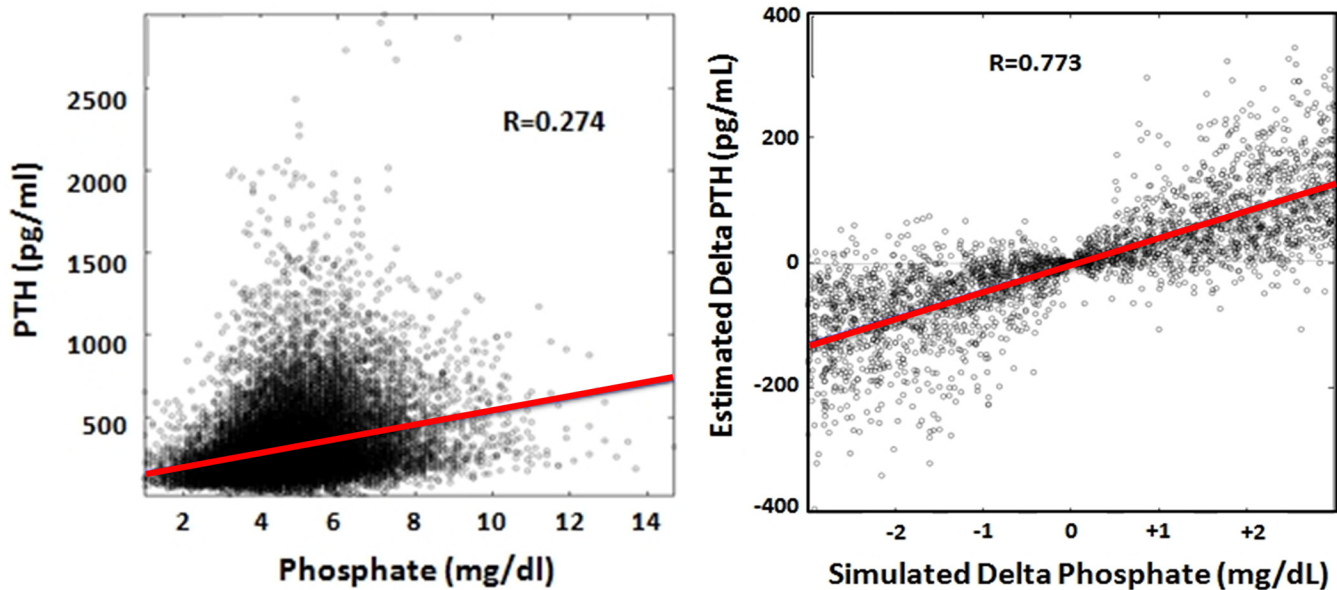 PTH (pg/ml)
2500
2000
1500
1000
500
R=0.274
2 4 6 8 10 12 14
Phosphate (mg/dl)
Estimated Delta PTH (pg/mL)
400
200
0
-200
-400
R=0.773
-2 -1 0 +1 +2
Simulated Delta Phosphate (mg/dL)